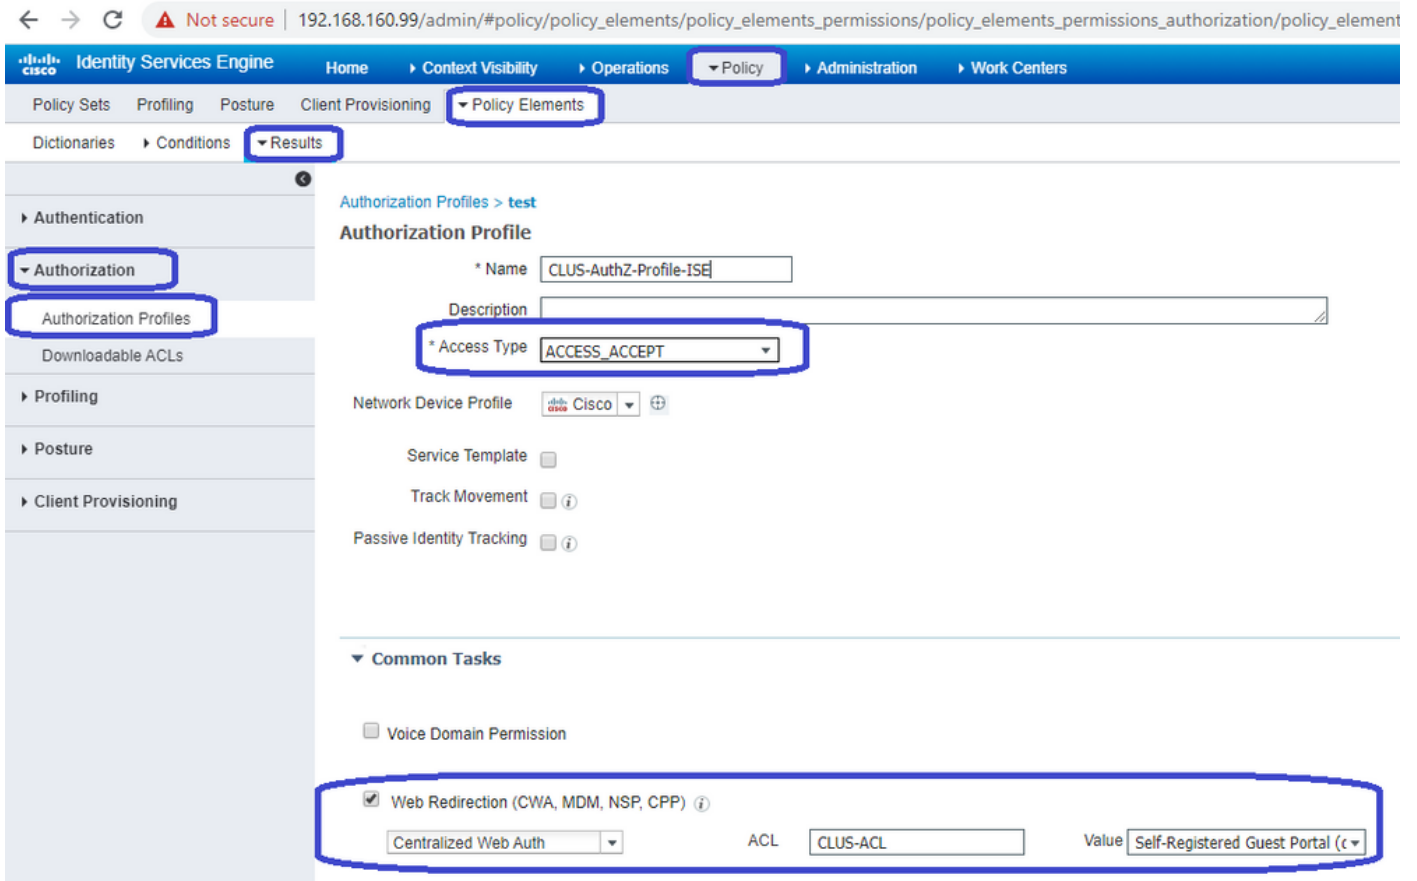 Not secure | 192.168.160.99/admin/#policy/policy_elements/policy_elements_permissions/policy_elements_permissions_authorization/policy_element
cisco Identity Services Engine Home Context Visibility Operations Policy Administration Work Centers
Policy Sets Profiling Posture Client Provisioning Policy Elements
Dictionaries Conditions Results
Authorization Profiles > test
Authentication
Authorization Profile
Authorization
* Name CLUS-AuthZ-Profile-ISE
Description
Authorization Profiles
* Access Type ACCESS_ACCEPT
Downloadable ACLs
Profiling
Network Device Profile cisco Cisco
Posture
Service Template
Track Movement
Client Provisioning
Passive Identity Tracking
Common Tasks
Voice Domain Permission
Web Redirection (CWA, MDM, NSP, CPP)
Centralized Web Auth ACL CLUS-ACL Value Self-Registered Guest Portal (c